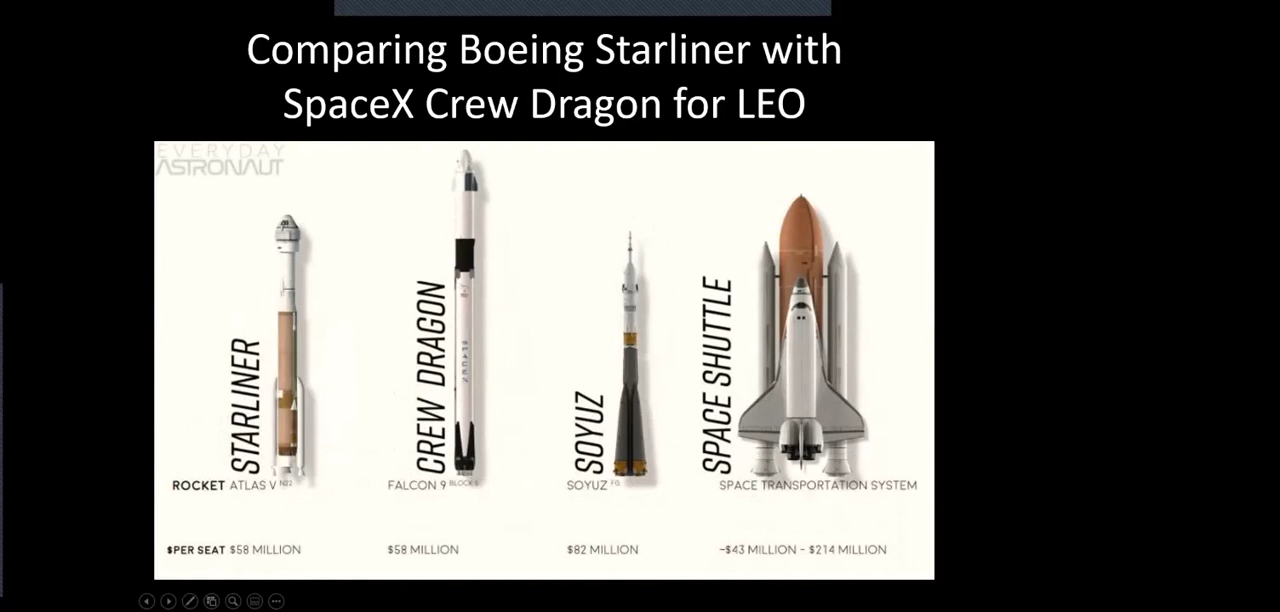 Comparing Boeing Starliner with
SpaceX Crew Dragon for LEO
EVERYDAY
ASTRONAUT
STARLINER
CREW DRAGON
SOYUZ
SPACE SHUTTLE
ROCKET ATLAS V N22 FALCON 9 BLOCK 5 SOYUZ FG SPACE TRANSPORTATION SYSTEM
$PER SEAT $58 MILLION $58 MILLION $82 MILLION ~$43 MILLION - $214 MILLION